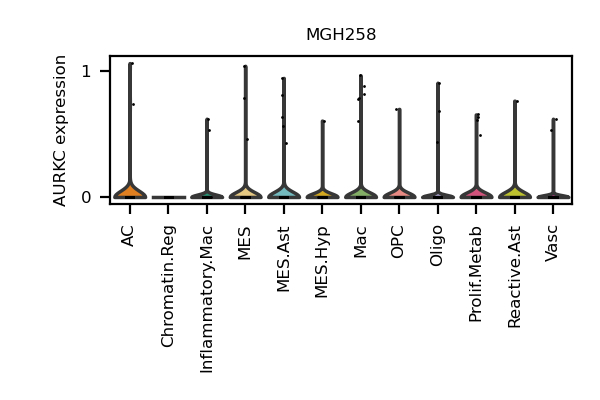 MGH258
AURKC expression
1
0
AC
Chromatin.Reg
Inflammatory.Mac
MES
MES.Ast
MES.Hyp
Mac
OPC
Oligo
Prolif.Metab
Reactive.Ast
Vasc